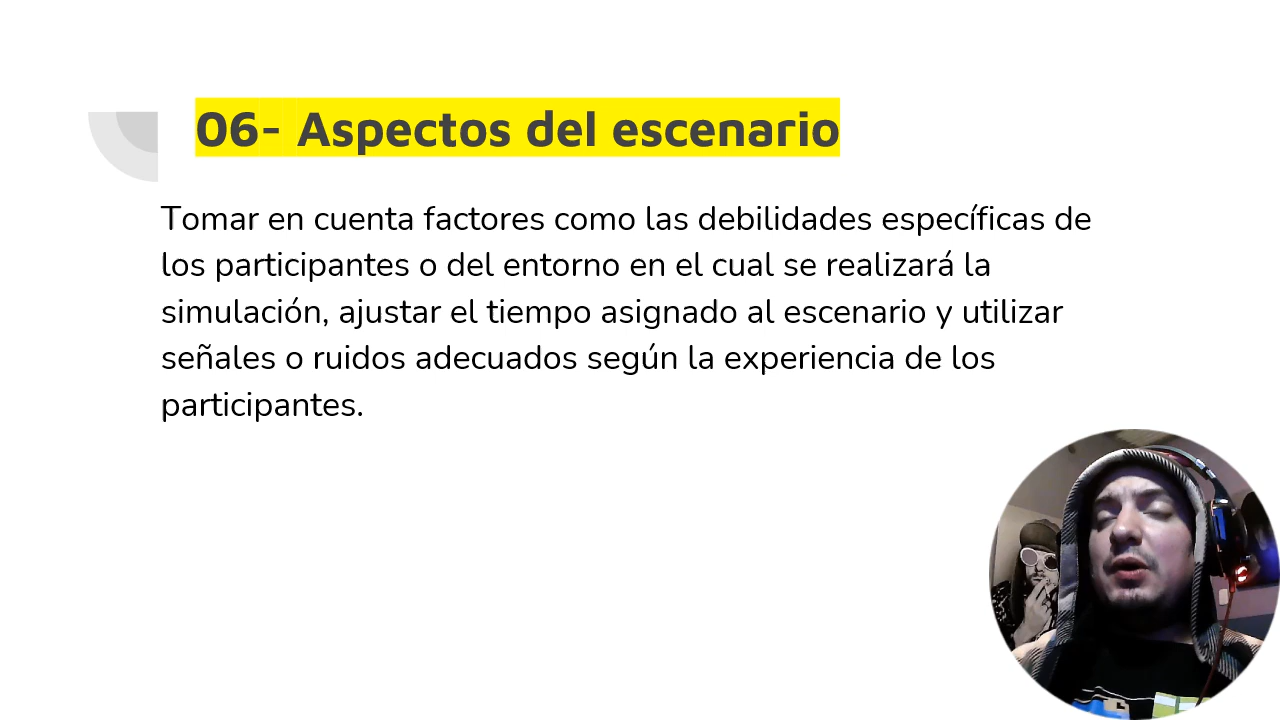 06- Aspectos del escenario
Tomar en cuenta factores como las debilidades específicas de
los participantes o del entorno en el cual se realizará la
simulación, ajustar el tiempo asignado al escenario y utilizar
señales o ruidos adecuados según la experiencia de los
participantes.